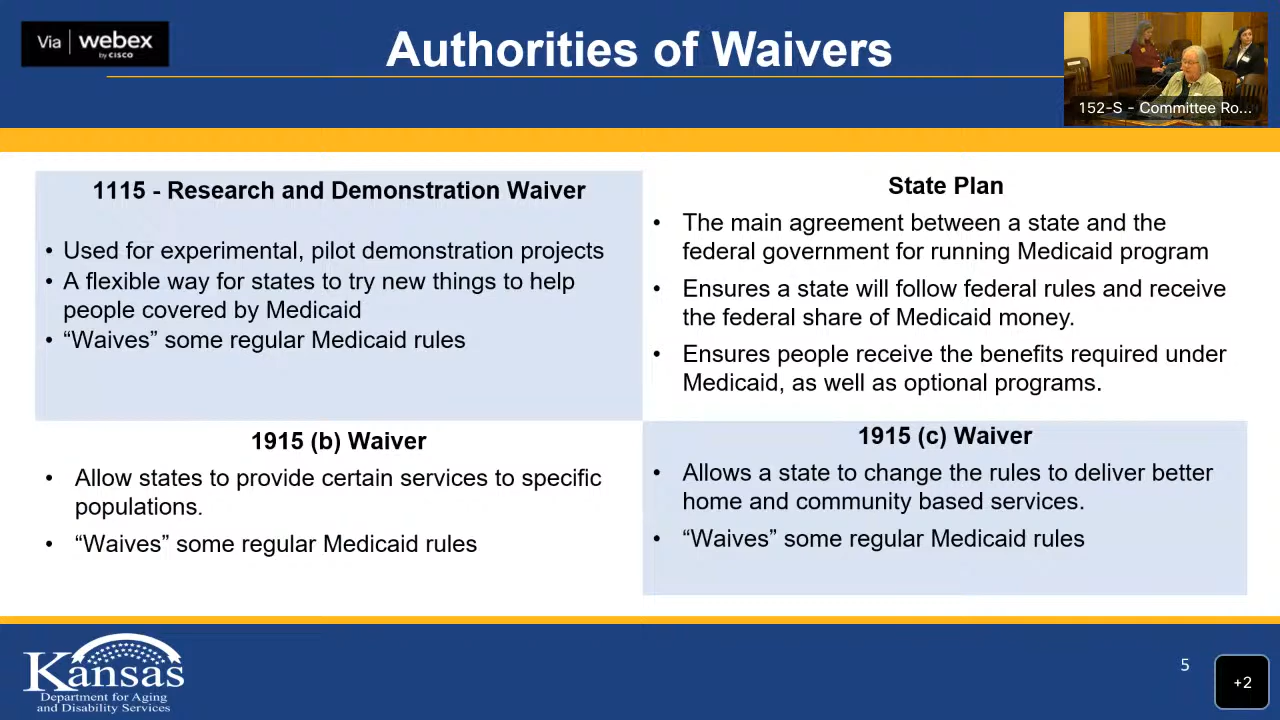 Via webex
by CISCO
Authorities of Waivers
152-S - Committee Ro...
1115 - Research and Demonstration Waiver
• Used for experimental, pilot demonstration projects
• A flexible way for states to try new things to help
people covered by Medicaid
• “Waives” some regular Medicaid rules
State Plan
• The main agreement between a state and the
federal government for running Medicaid program
• Ensures a state will follow federal rules and receive
the federal share of Medicaid money.
• Ensures people receive the benefits required under
Medicaid, as well as optional programs.
1915 (b) Waiver
• Allow states to provide certain services to specific
populations.
• “Waives” some regular Medicaid rules
1915 (c) Waiver
• Allows a state to change the rules to deliver better
home and community based services.
• “Waives” some regular Medicaid rules
Kansas
Department for Aging
and Disability Services
5
+2